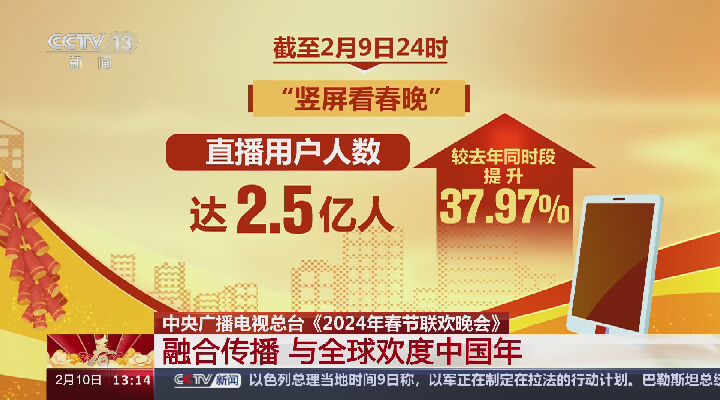 CCTV 13
新闻
截至2月9日24时
“竖屏看春晚”
直播用户人数
达2.5亿人
较去年同时段
提升
37.97%
中央广播电视总台《2024年春节联欢晚会》
融合传播 与全球欢度中国年
2月10日 13:14 CCTV 新闻 以色列总理当地时间9日称，以军正在制定在拉法的行动计划。巴勒斯坦总统